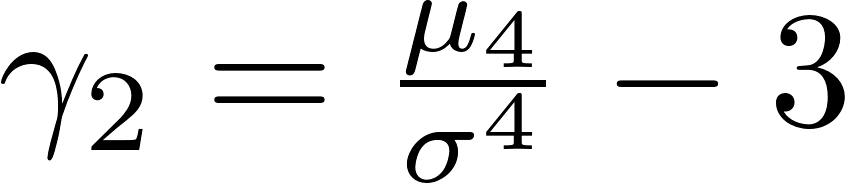 γ₂ = μ₄/σ⁴ − 3